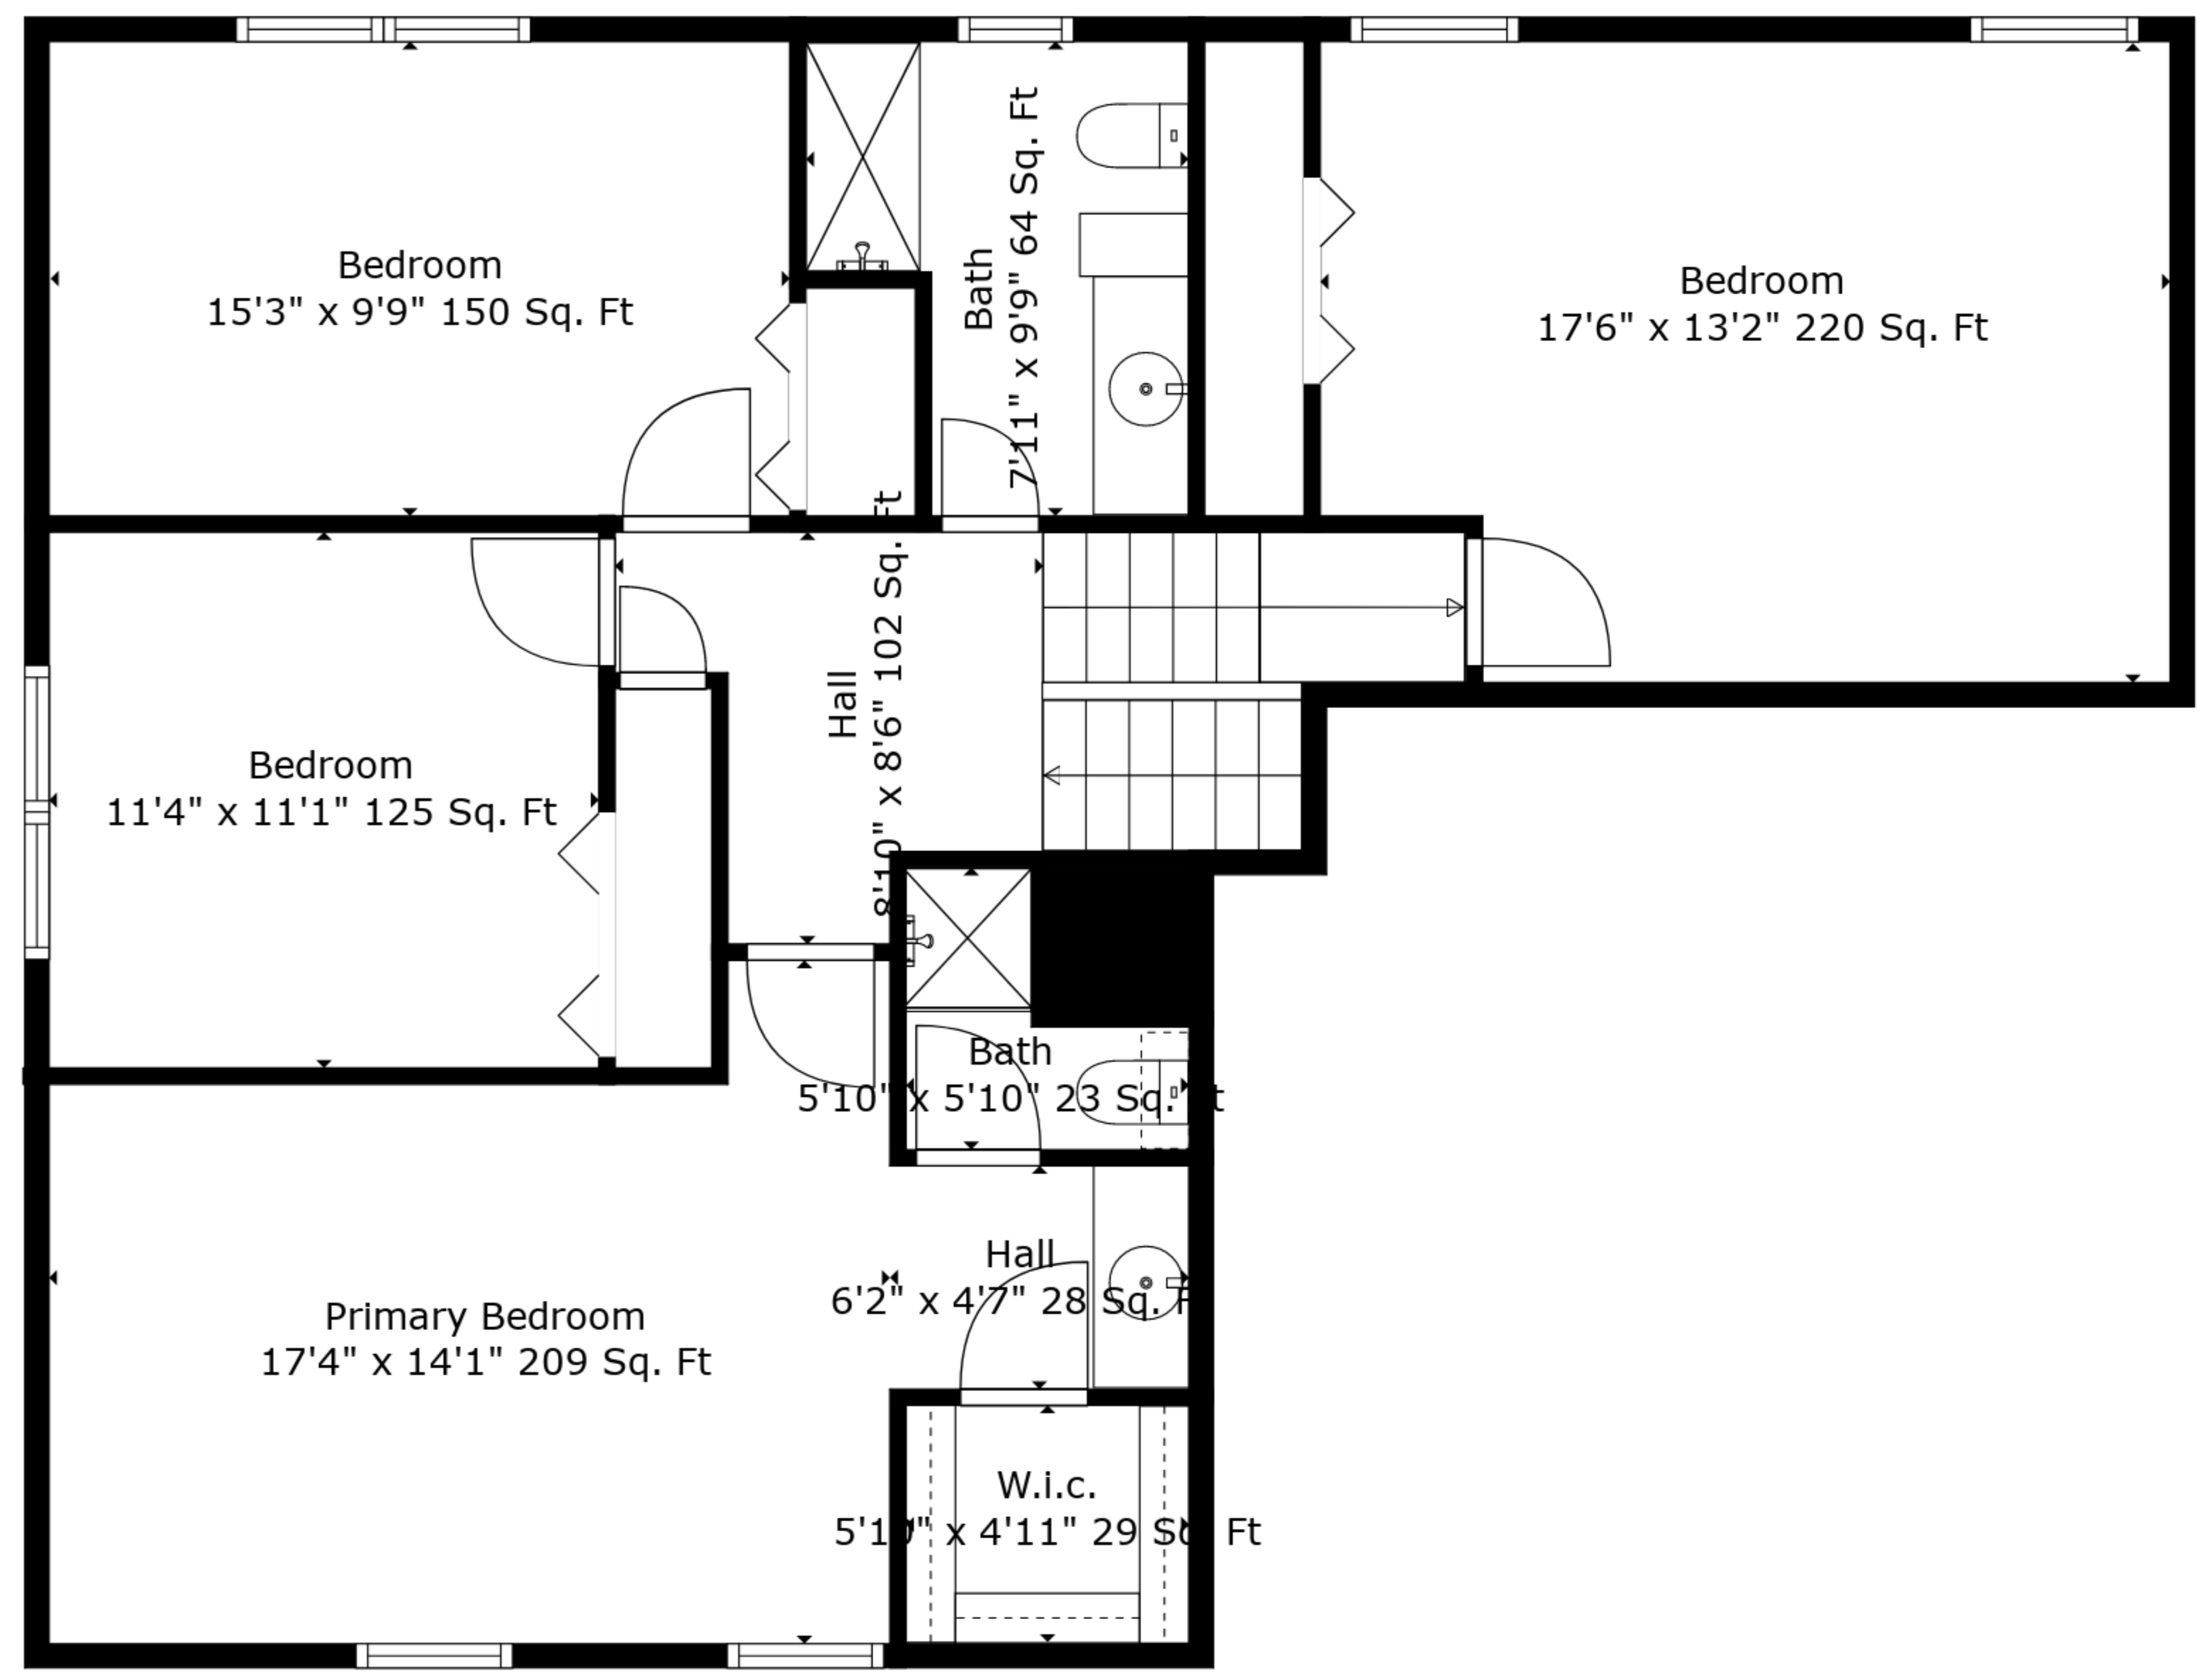 Bedroom
15'3" x 9'9" 150 Sq. Ft
Bath
7'11" x 9'9" 64 Sq. Ft
Bedroom
17'6" x 13'2" 220 Sq. Ft
Hall
8'10" x 8'6" 102 Sq. Ft
Bedroom
11'4" x 11'1" 125 Sq. Ft
Bath
5'10" x 5'10" 23 Sq. Ft
Hall
6'2" x 4'7" 28 Sq. Ft
Primary Bedroom
17'4" x 14'1" 209 Sq. Ft
W.i.c.
5'10" x 4'11" 29 Sq. Ft